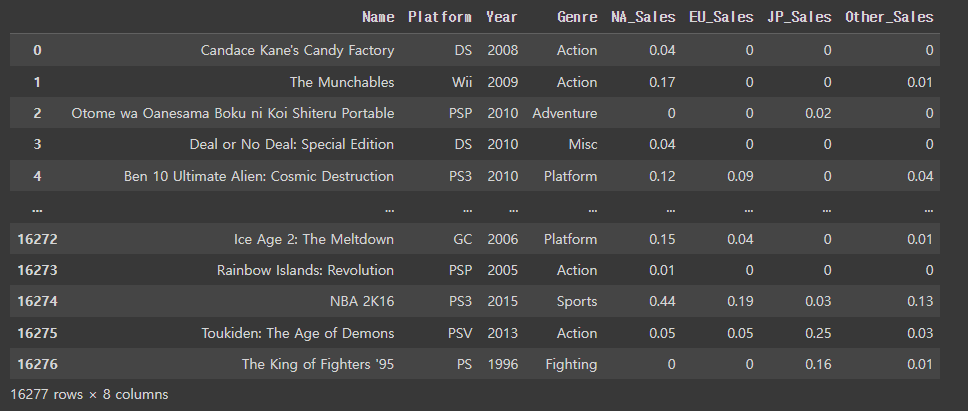 Name Platform Year Genre NA_Sales EU_Sales JP_Sales Other_Sales
0 Candace Kane's Candy Factory DS 2008 Action 0.04 0 0 0
1 The Munchables Wii 2009 Action 0.17 0 0 0.01
2 Otome wa Oanesama Boku ni Koi Shiteru Portable PSP 2010 Adventure 0 0 0.02 0
3 Deal or No Deal: Special Edition DS 2010 Misc 0.04 0 0 0
4 Ben 10 Ultimate Alien: Cosmic Destruction PS3 2010 Platform 0.12 0.09 0 0.04
... ... ... ... ... ... ... ... ...
16272 Ice Age 2: The Meltdown GC 2006 Platform 0.15 0.04 0 0.01
16273 Rainbow Islands: Revolution PSP 2005 Action 0.01 0 0 0
16274 NBA 2K16 PS3 2015 Sports 0.44 0.19 0.03 0.13
16275 Toukiden: The Age of Demons PSV 2013 Action 0.05 0.05 0.25 0.03
16276 The King of Fighters '95 PS 1996 Fighting 0 0 0.16 0.01
16277 rows × 8 columns